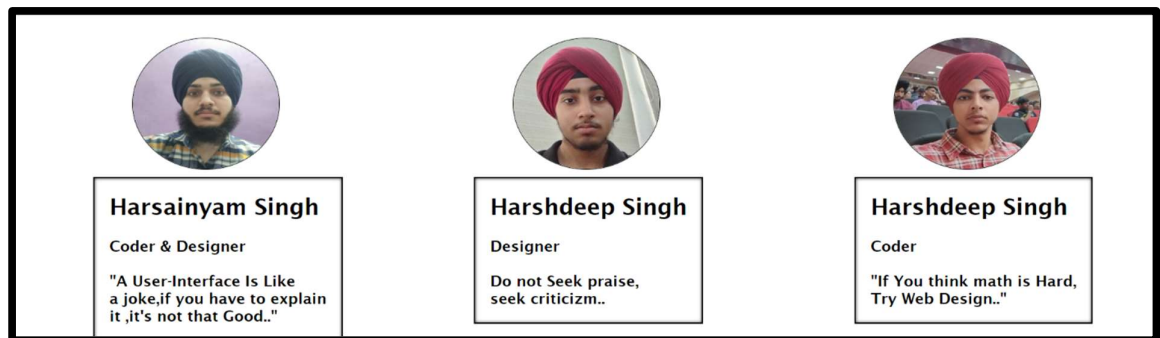 Harsainyam Singh
Coder & Designer
"A User-Interface Is Like
a joke,if you have to explain
it ,it's not that Good.."
Harshdeep Singh
Designer
Do not Seek praise,
seek criticizm..
Harshdeep Singh
Coder
"If You think math is Hard,
Try Web Design.."